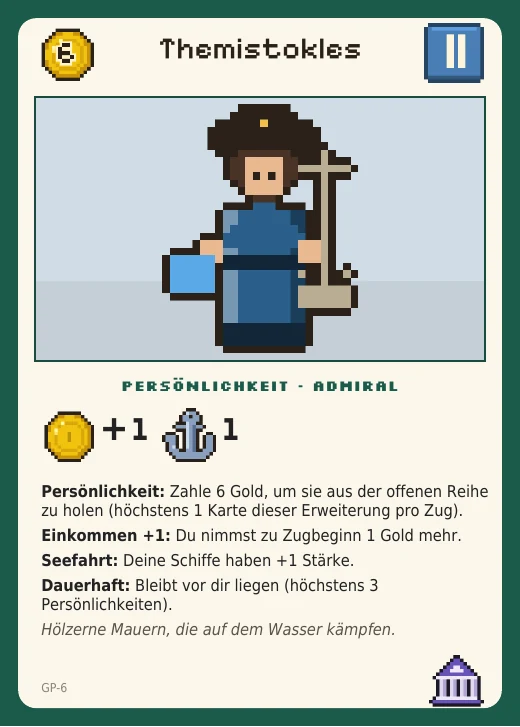 6
Themistokles
II
PERSÖNLICHKEIT - ADMIRAL
+1
1
Persönlichkeit: Zahle 6 Gold, um sie aus der offenen Reihe
zu holen (höchstens 1 Karte dieser Erweiterung pro Zug).
Einkommen +1: Du nimmst zu Zugbeginn 1 Gold mehr.
Seefahrt: Deine Schiffe haben +1 Stärke.
Dauerhaft: Bleibt vor dir liegen (höchstens 3
Persönlichkeiten).
Hölzerne Mauern, die auf dem Wasser kämpfen.
GP-6